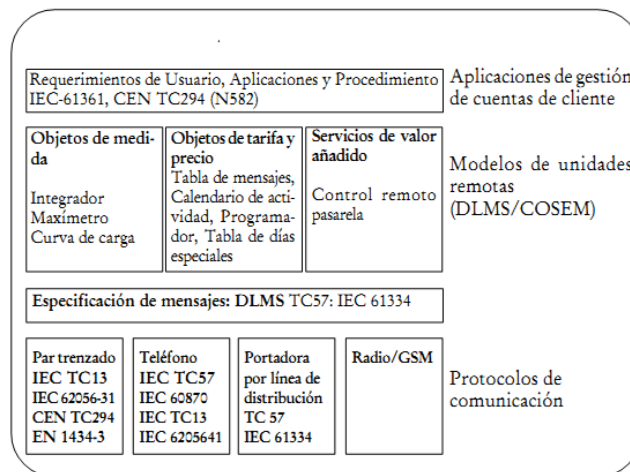 Requerimientos de Usuario, Aplicaciones y Procedimiento
IEC-61361, CEN TC294 (N582)
Aplicaciones de gestión
de cuentas de cliente
Objetos de medi-
da
Integrador
Maxímetro
Curva de carga
Objetos de tarifa y
precio
Tabla de mensajes,
Calendario de acti-
vidad, Programa-
dor, Tabla de días
especiales
Servicios de valor
añadido
Control remoto
pasarela
Modelos de unidades
remotas
(DLMS/COSEM)
Especificación de mensajes: DLMS TC57: IEC 61334
Par trenzado
IEC TC13
IEC 62056-31
CEN TC294
EN 1434-3
Teléfono
IEC TC57
IEC 60870
IEC TC13
IEC 6205641
Portadora
por línea de
distribución
TC 57
IEC 61334
Radio/GSM
Protocolos de
comunicación